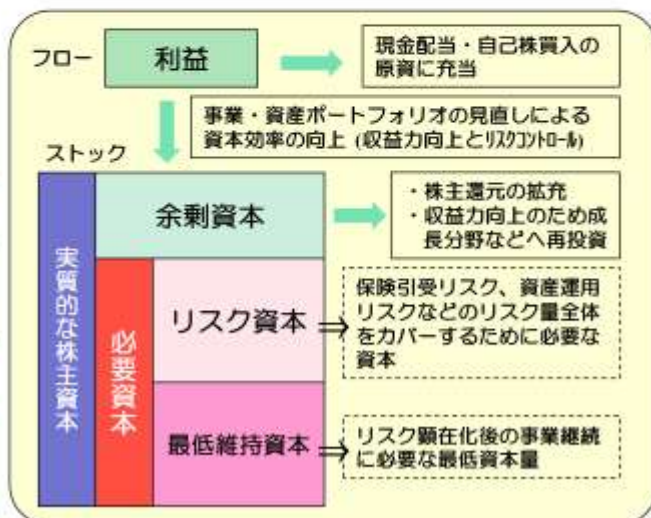 フロー
利益
現金配当・自己株買入の
原資に充当
事業・資産ポートフォリオの見直しによる
資本効率の向上 (収益力向上とﾘｽｸｺﾝﾄﾛｰﾙ)
ストック
余剰資本
・株主還元の拡充
・収益力向上のため成
長分野などへ再投資
実質的な株主資本
必要資本
リスク資本
保険引受リスク、資産運用
リスクなどのリスク量全体
をカバーするために必要な
資本
最低維持資本
リスク顕在化後の事業継続
に必要な最低資本量